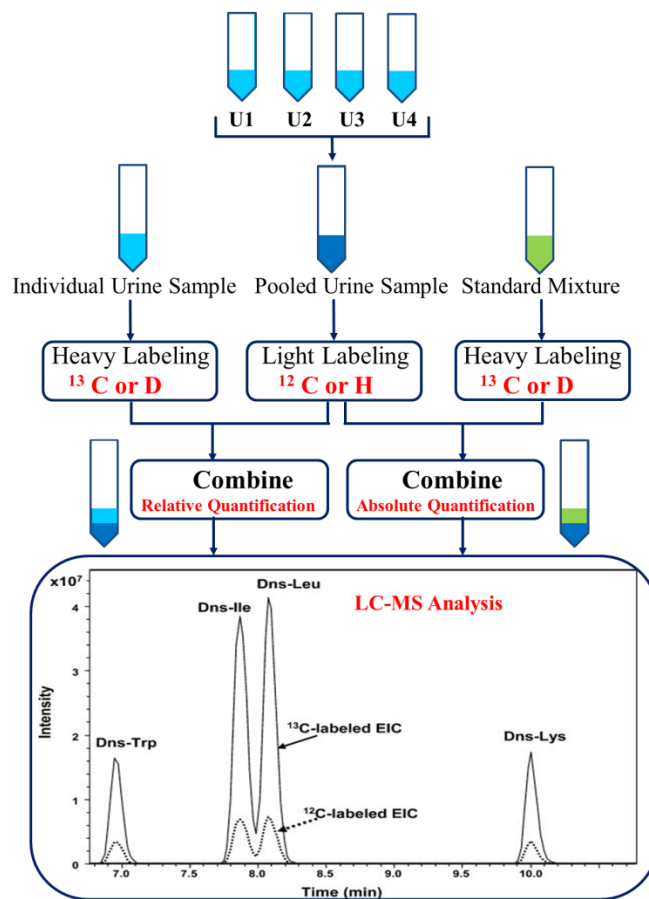 U1 U2 U3 U4
Individual Urine Sample Pooled Urine Sample Standard Mixture
Heavy Labeling Light Labeling Heavy Labeling
¹³ C or D ¹² C or H ¹³ C or D
Combine Combine
Relative Quantification Absolute Quantification
x10⁷
Dns-Leu
LC-MS Analysis
Dns-Ile
4
3
Intensity
¹³C-labeled EIC
Dns-Trp
Dns-Lys
2
1
¹²C-labeled EIC
0
7.0 7.5 8.0 8.5 9.0 9.5 10.0
Time (min)